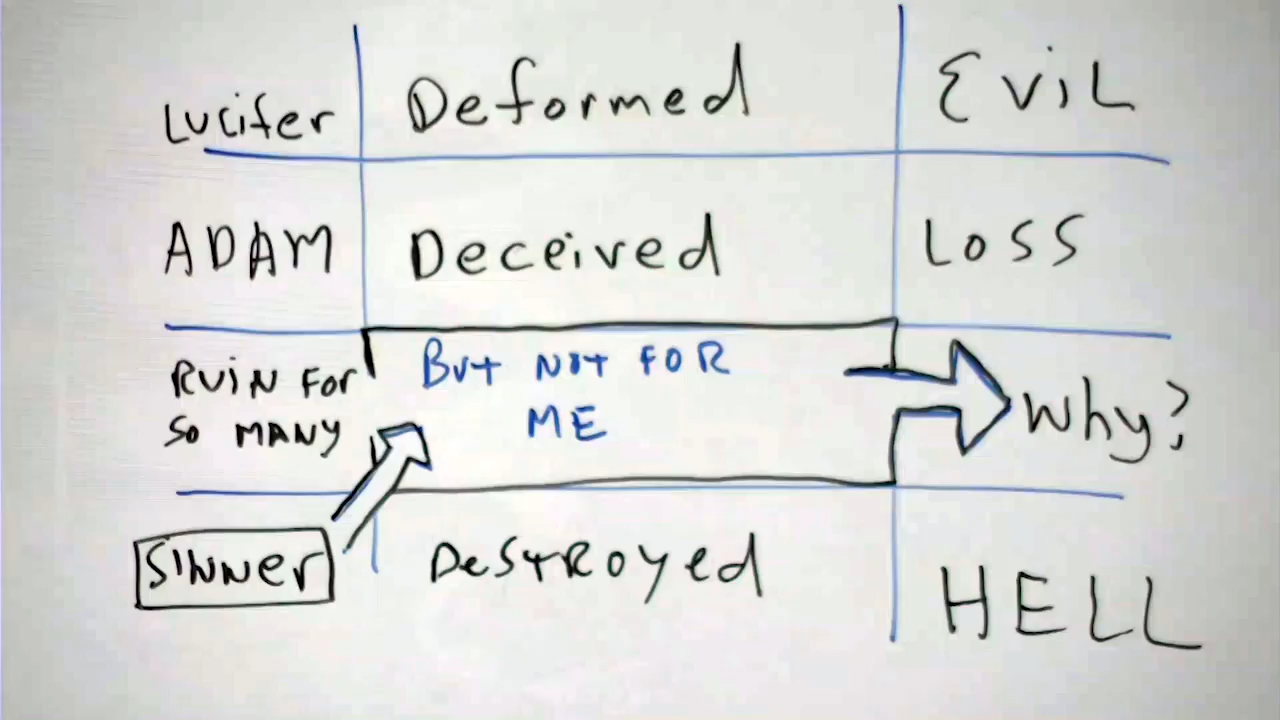 Lucifer Deformed EviL
ADAM Deceived LOSS
RUiN FOr BUt NOt FOR
SO MANY ME Why?
SINNer DeStROyed HELL